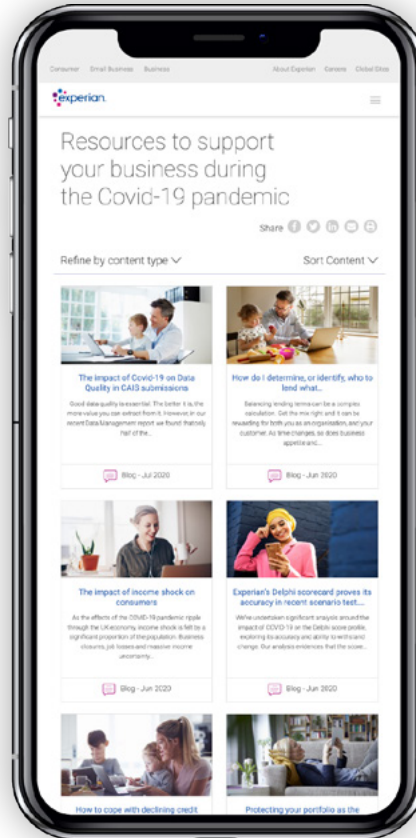 Consumer Small Business Business About Experian Careers Global Sites
experian.
Resources to support
your business during
the Covid-19 pandemic
Share
Refine by content type Sort Content
The impact of Covid-19 on Data
Quality in CAIS submissions
Good data quality is essential. The better it is, the
more value you can extract from it. However, in our
recent Data Management report we found that only
half of the...
Blog - Jul 2020
How do I determine, or identify, who to
lend what...
Balancing lending terms can be a complex
calculation. Get the mix right and it can be
rewarding for both you as an organisation, and your
customer. As time changes, so does business
appetite and...
Blog - Jun 2020
The impact of income shock on
consumers
As the effects of the COVID-19 pandemic ripple
through the UK economy, income shock is felt by a
significant proportion of the population. Business
closures, job losses and massive income
uncertainty...
Blog - Jun 2020
Experian's Delphi scorecard proves its
accuracy in recent scenario test....
We've undertaken significant analysis around the
impact of COVID-19 on the Delphi score profile,
exploring its accuracy and ability to withstand
change. Our analysis evidences that the score...
Blog - Jun 2020
How to cope with declining credit
Protecting your portfolio as the